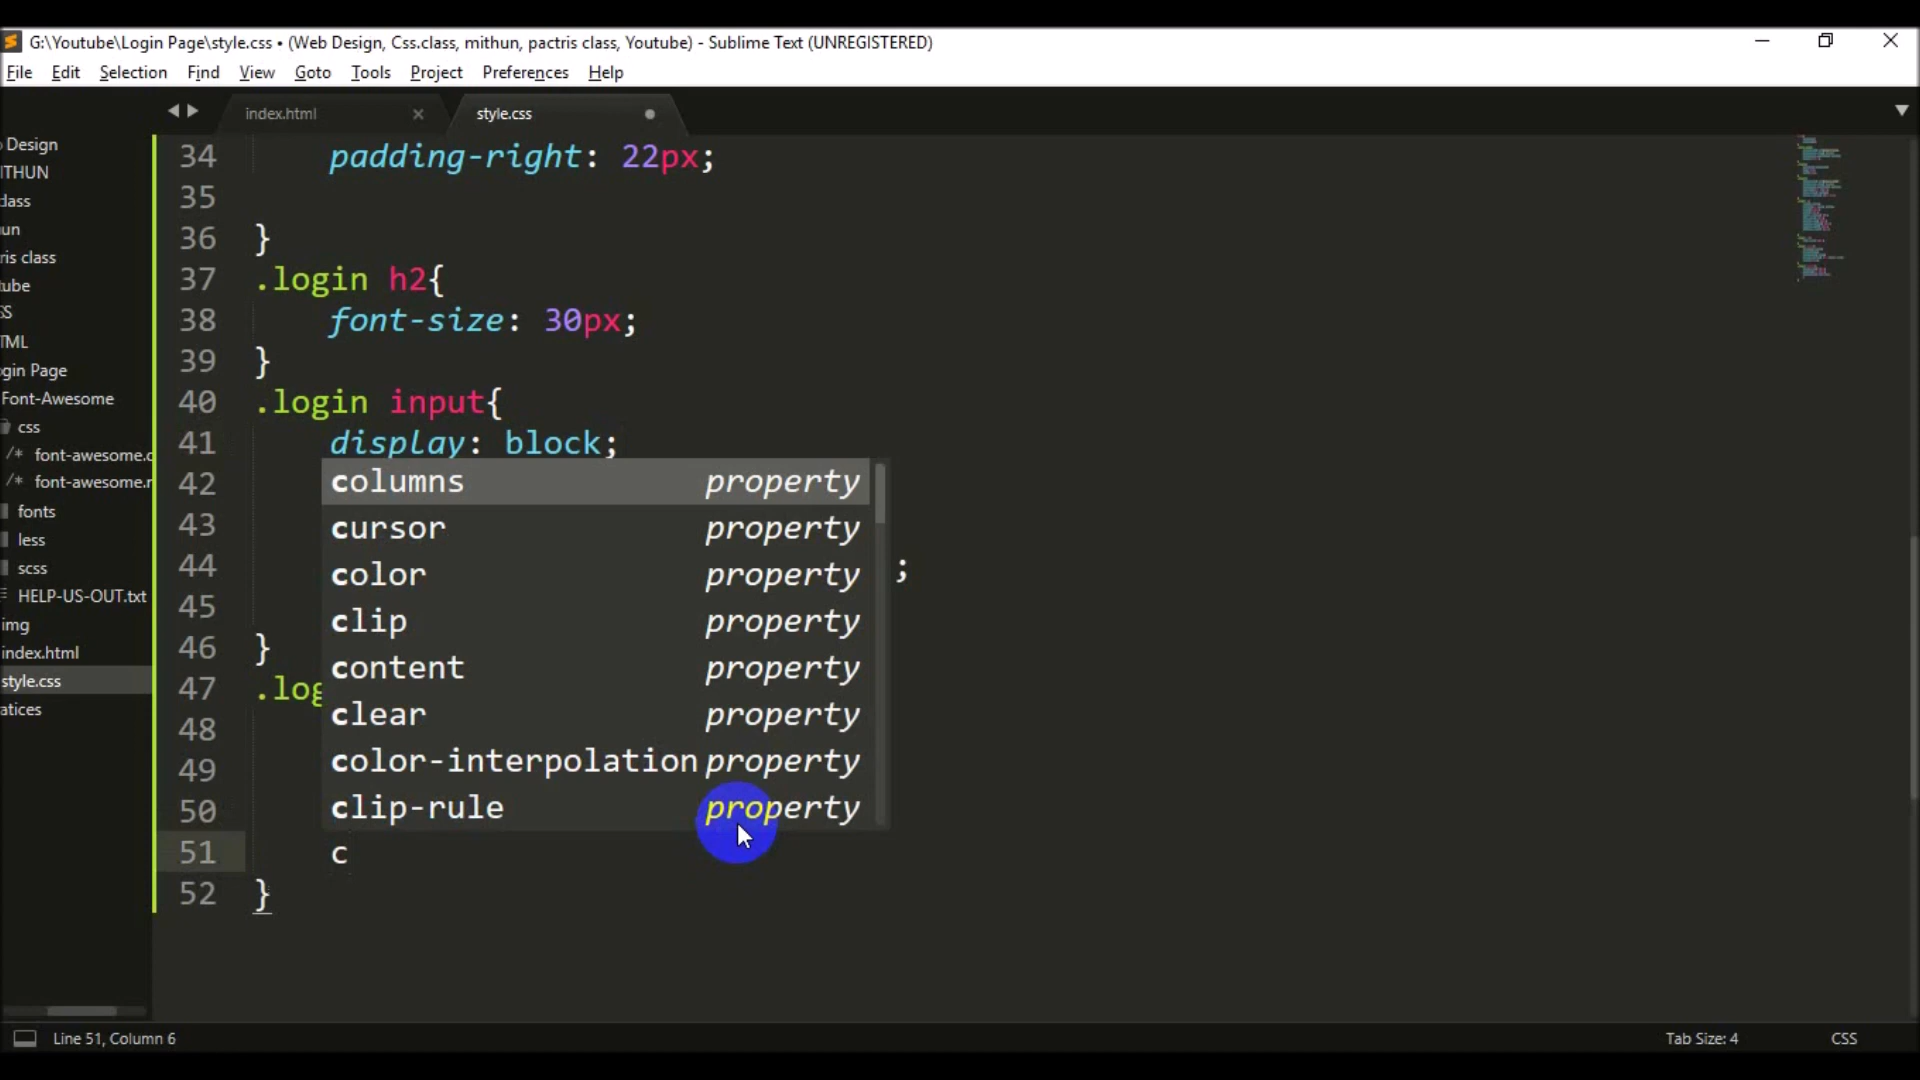 G:\Youtube\Login Page\style.css • (Web Design, Css.class, mithun, pactris class, Youtube) - Sublime Text (UNREGISTERED)
File Edit Selection Find View Goto Tools Project Preferences Help
index.html style.css
Design
ITHUN
class
un
ris class
ube
S
TML
gin Page
Font-Awesome
css
/* font-awesome.c
/* font-awesome.r
fonts
less
scss
HELP-US-OUT.txt
img
index.html
style.css
atices
34 padding-right: 22px;
35
36 }
37 .login h2{
38 font-size: 30px;
39 }
40 .login input{
41 display: block;
42
43
44 ;
45
46 }
47 .log
48
49
50
51 c
52 }
columns property
cursor property
color property
clip property
content property
clear property
color-interpolation property
clip-rule property
Line 51, Column 6 Tab Size: 4 CSS